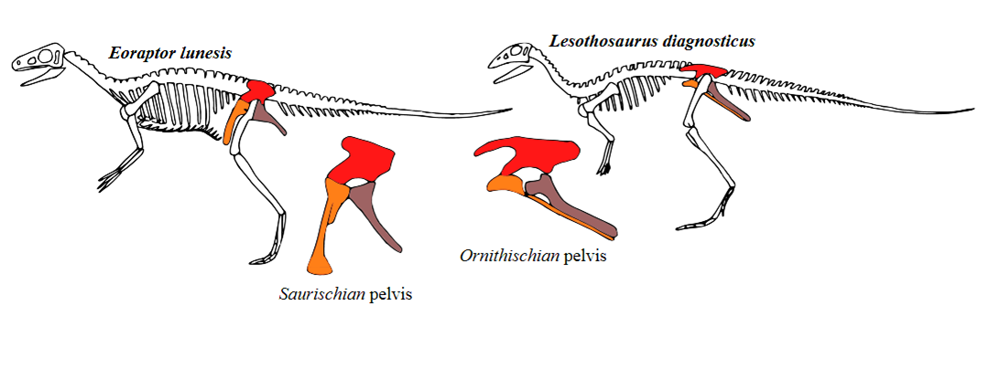 Eoraptor lunesis
Lesothosaurus diagnosticus
Saurischian pelvis
Ornithischian pelvis